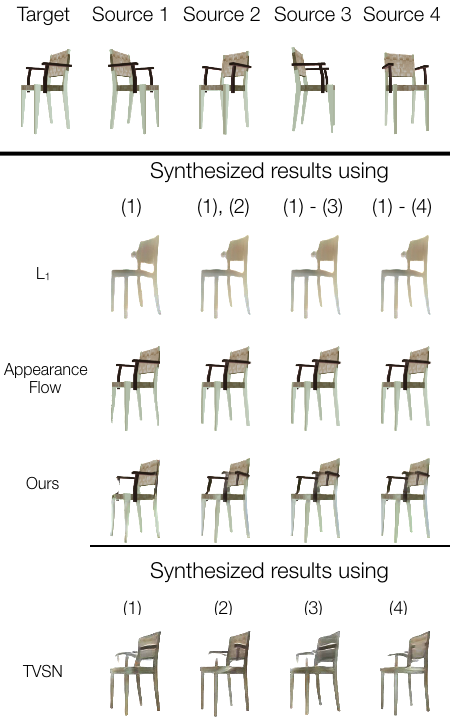 Target Source 1 Source 2 Source 3 Source 4
Synthesized results using
(1) (1), (2) (1) - (3) (1) - (4)
L₁
Appearance
Flow
Ours
Synthesized results using
(1) (2) (3) (4)
TVSN